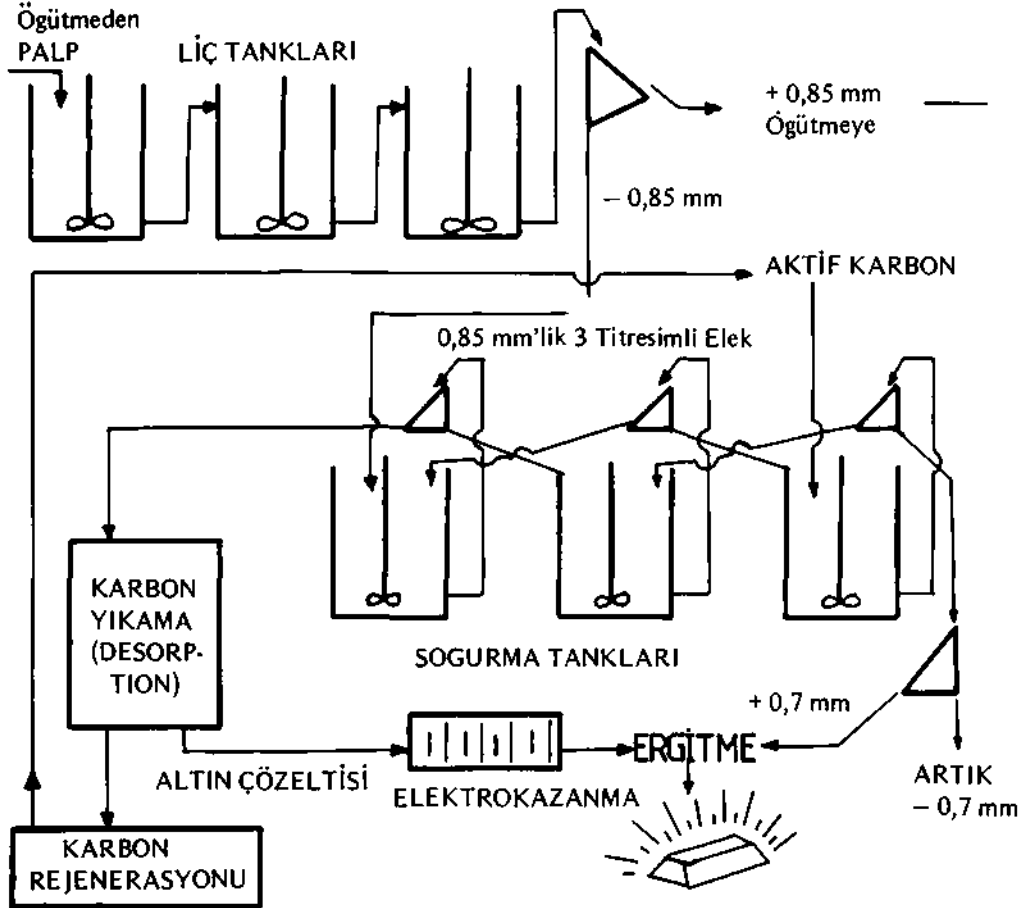 Ögütmeden
PALP
LİÇ TANKLARI
+ 0,85 mm
Ögütmeye
– 0,85 mm
AKTİF KARBON
0,85 mm'lik 3 Titresimli Elek
KARBON
YIKAMA
(DESORP-
TION)
SOGURMA TANKLARI
+ 0,7 mm
ERGİTME
ALTIN ÇÖZELTİSİ
ELEKTROKAZANMA
ARTIK
– 0,7 mm
KARBON
REJENERASYONU